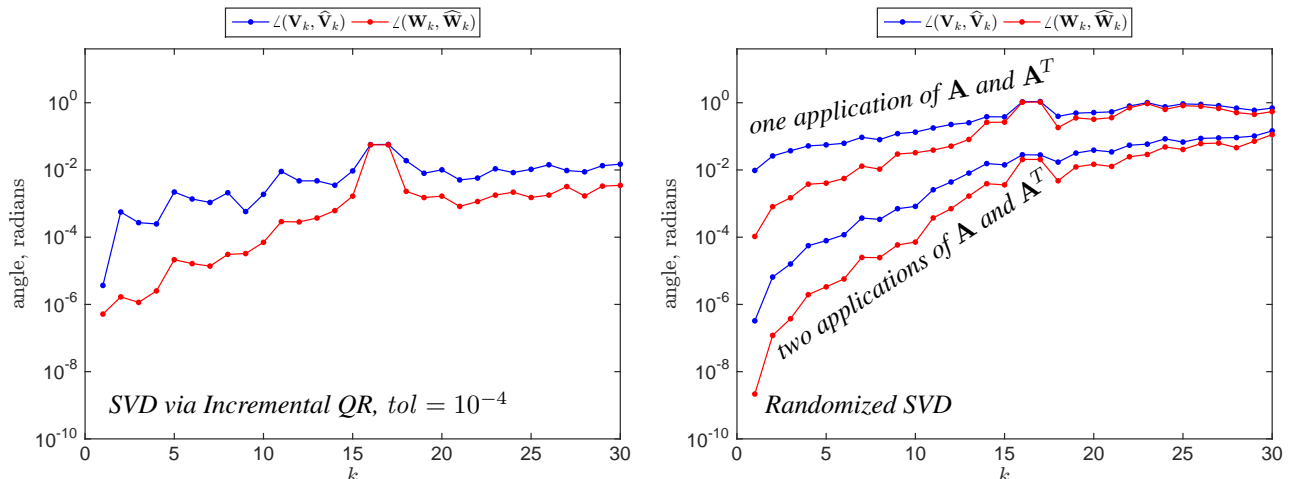 ∠(V_k, V̂_k) ∠(W_k, Ŵ_k)
10^0
10^-2
10^-4
10^-6
10^-8
10^-10
angle, radians
SVD via Incremental QR, tol = 10^-4
0 5 10 15 20 25 30
k
∠(V_k, V̂_k) ∠(W_k, Ŵ_k)
one application of A and A^T
10^0
10^-2
10^-4
10^-6
10^-8
10^-10
angle, radians
two applications of A and A^T
Randomized SVD
0 5 10 15 20 25 30
k